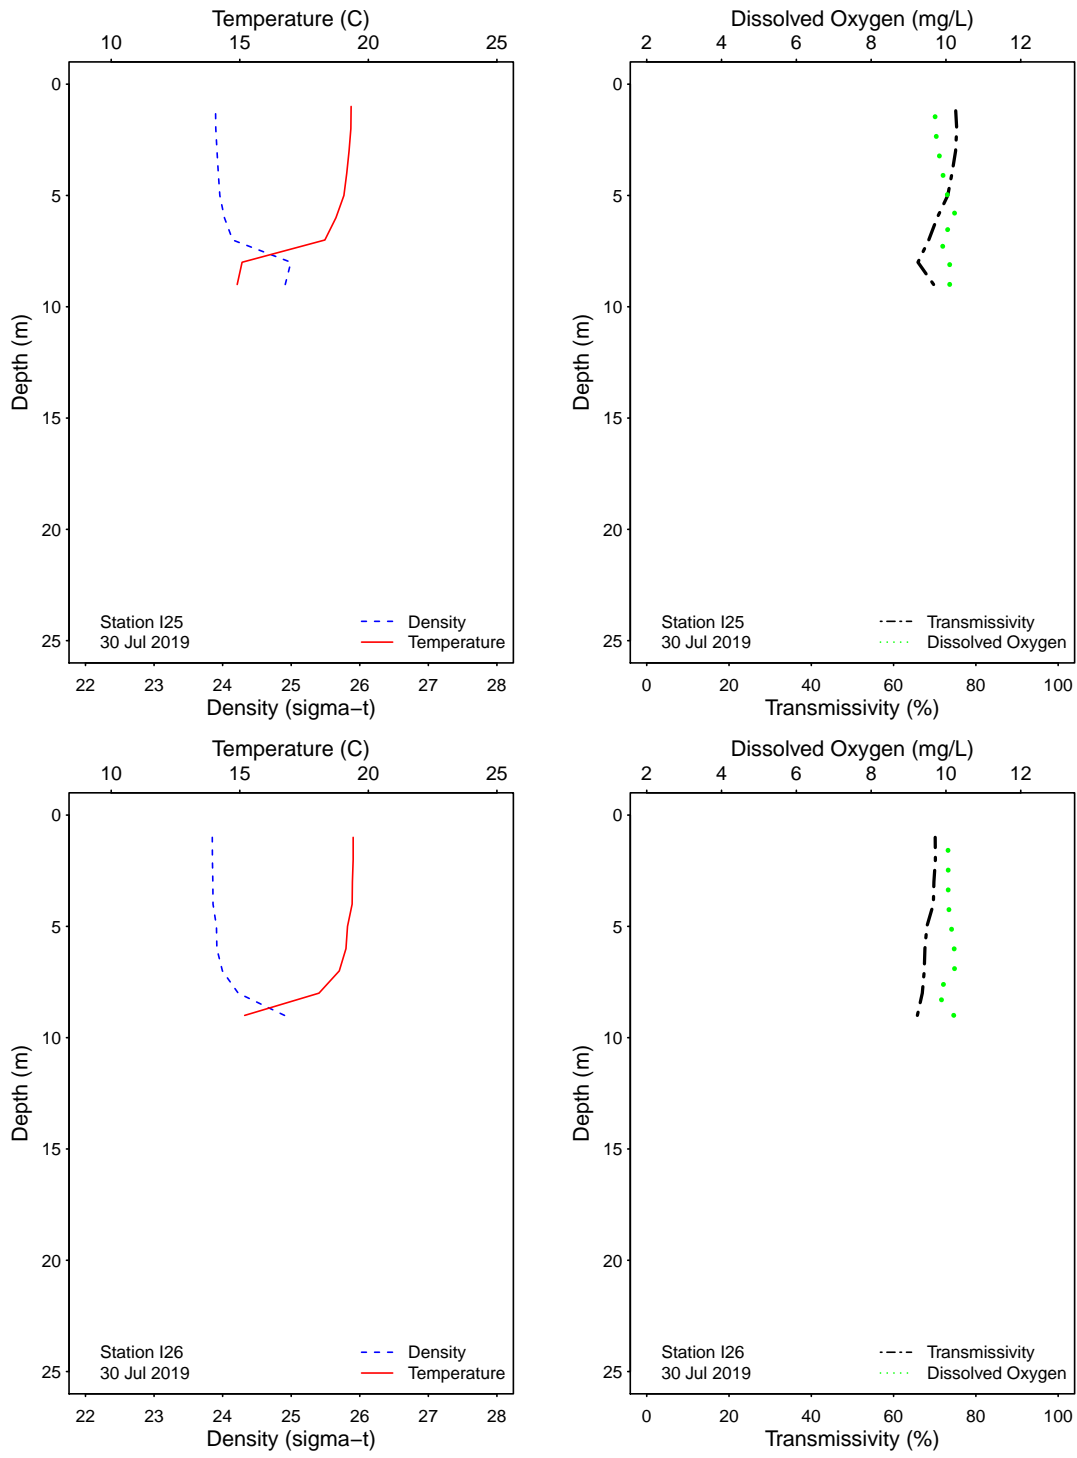 Temperature (C)
10 15 20 25
0
5
10
15
20
25
Depth (m)
Station I25
30 Jul 2019
Density
Temperature
22 23 24 25 26 27 28
Density (sigma−t)
Dissolved Oxygen (mg/L)
2 4 6 8 10 12
0
5
10
15
20
25
Depth (m)
Station I25
30 Jul 2019
Transmissivity
Dissolved Oxygen
0 20 40 60 80 100
Transmissivity (%)
Temperature (C)
10 15 20 25
0
5
10
15
20
25
Depth (m)
Station I26
30 Jul 2019
Density
Temperature
22 23 24 25 26 27 28
Density (sigma−t)
Dissolved Oxygen (mg/L)
2 4 6 8 10 12
0
5
10
15
20
25
Depth (m)
Station I26
30 Jul 2019
Transmissivity
Dissolved Oxygen
0 20 40 60 80 100
Transmissivity (%)